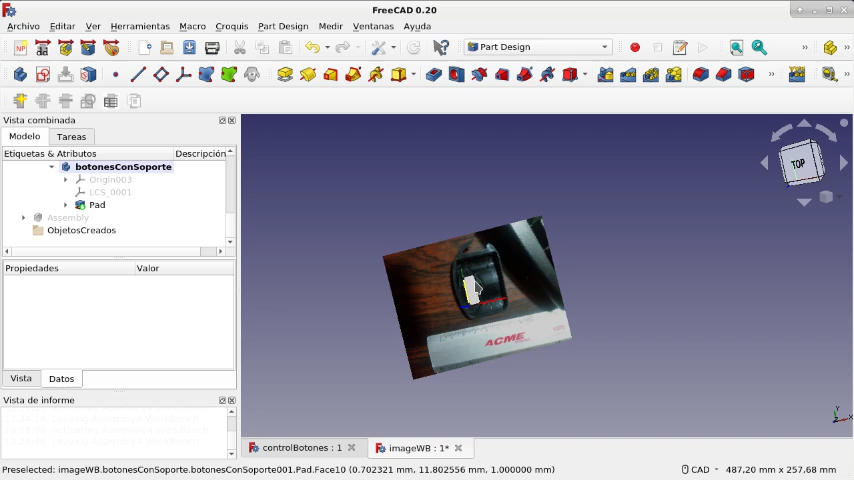 FreeCAD 0.20
Archivo Editar Ver Herramientas Macro Croquis Part Design Medir Ventanas Ayuda
Part Design
Vista combinada
Modelo Tareas
Etiquetas & Atributos Descripción
botonesConSoporte
Origin003
LCS_0001
Pad
Assembly
ObjetosCreados
Propiedades Valor
Vista Datos
Vista de informe
TOP
ACME
controlBotones : 1 imageWB : 1*
Preselected: imageWB.botonesConSoporte.botonesConSoporte001.Pad.Face10 (0.702321 mm, 11.802556 mm, 1.000000 mm) CAD 487,20 mm x 257,68 mm